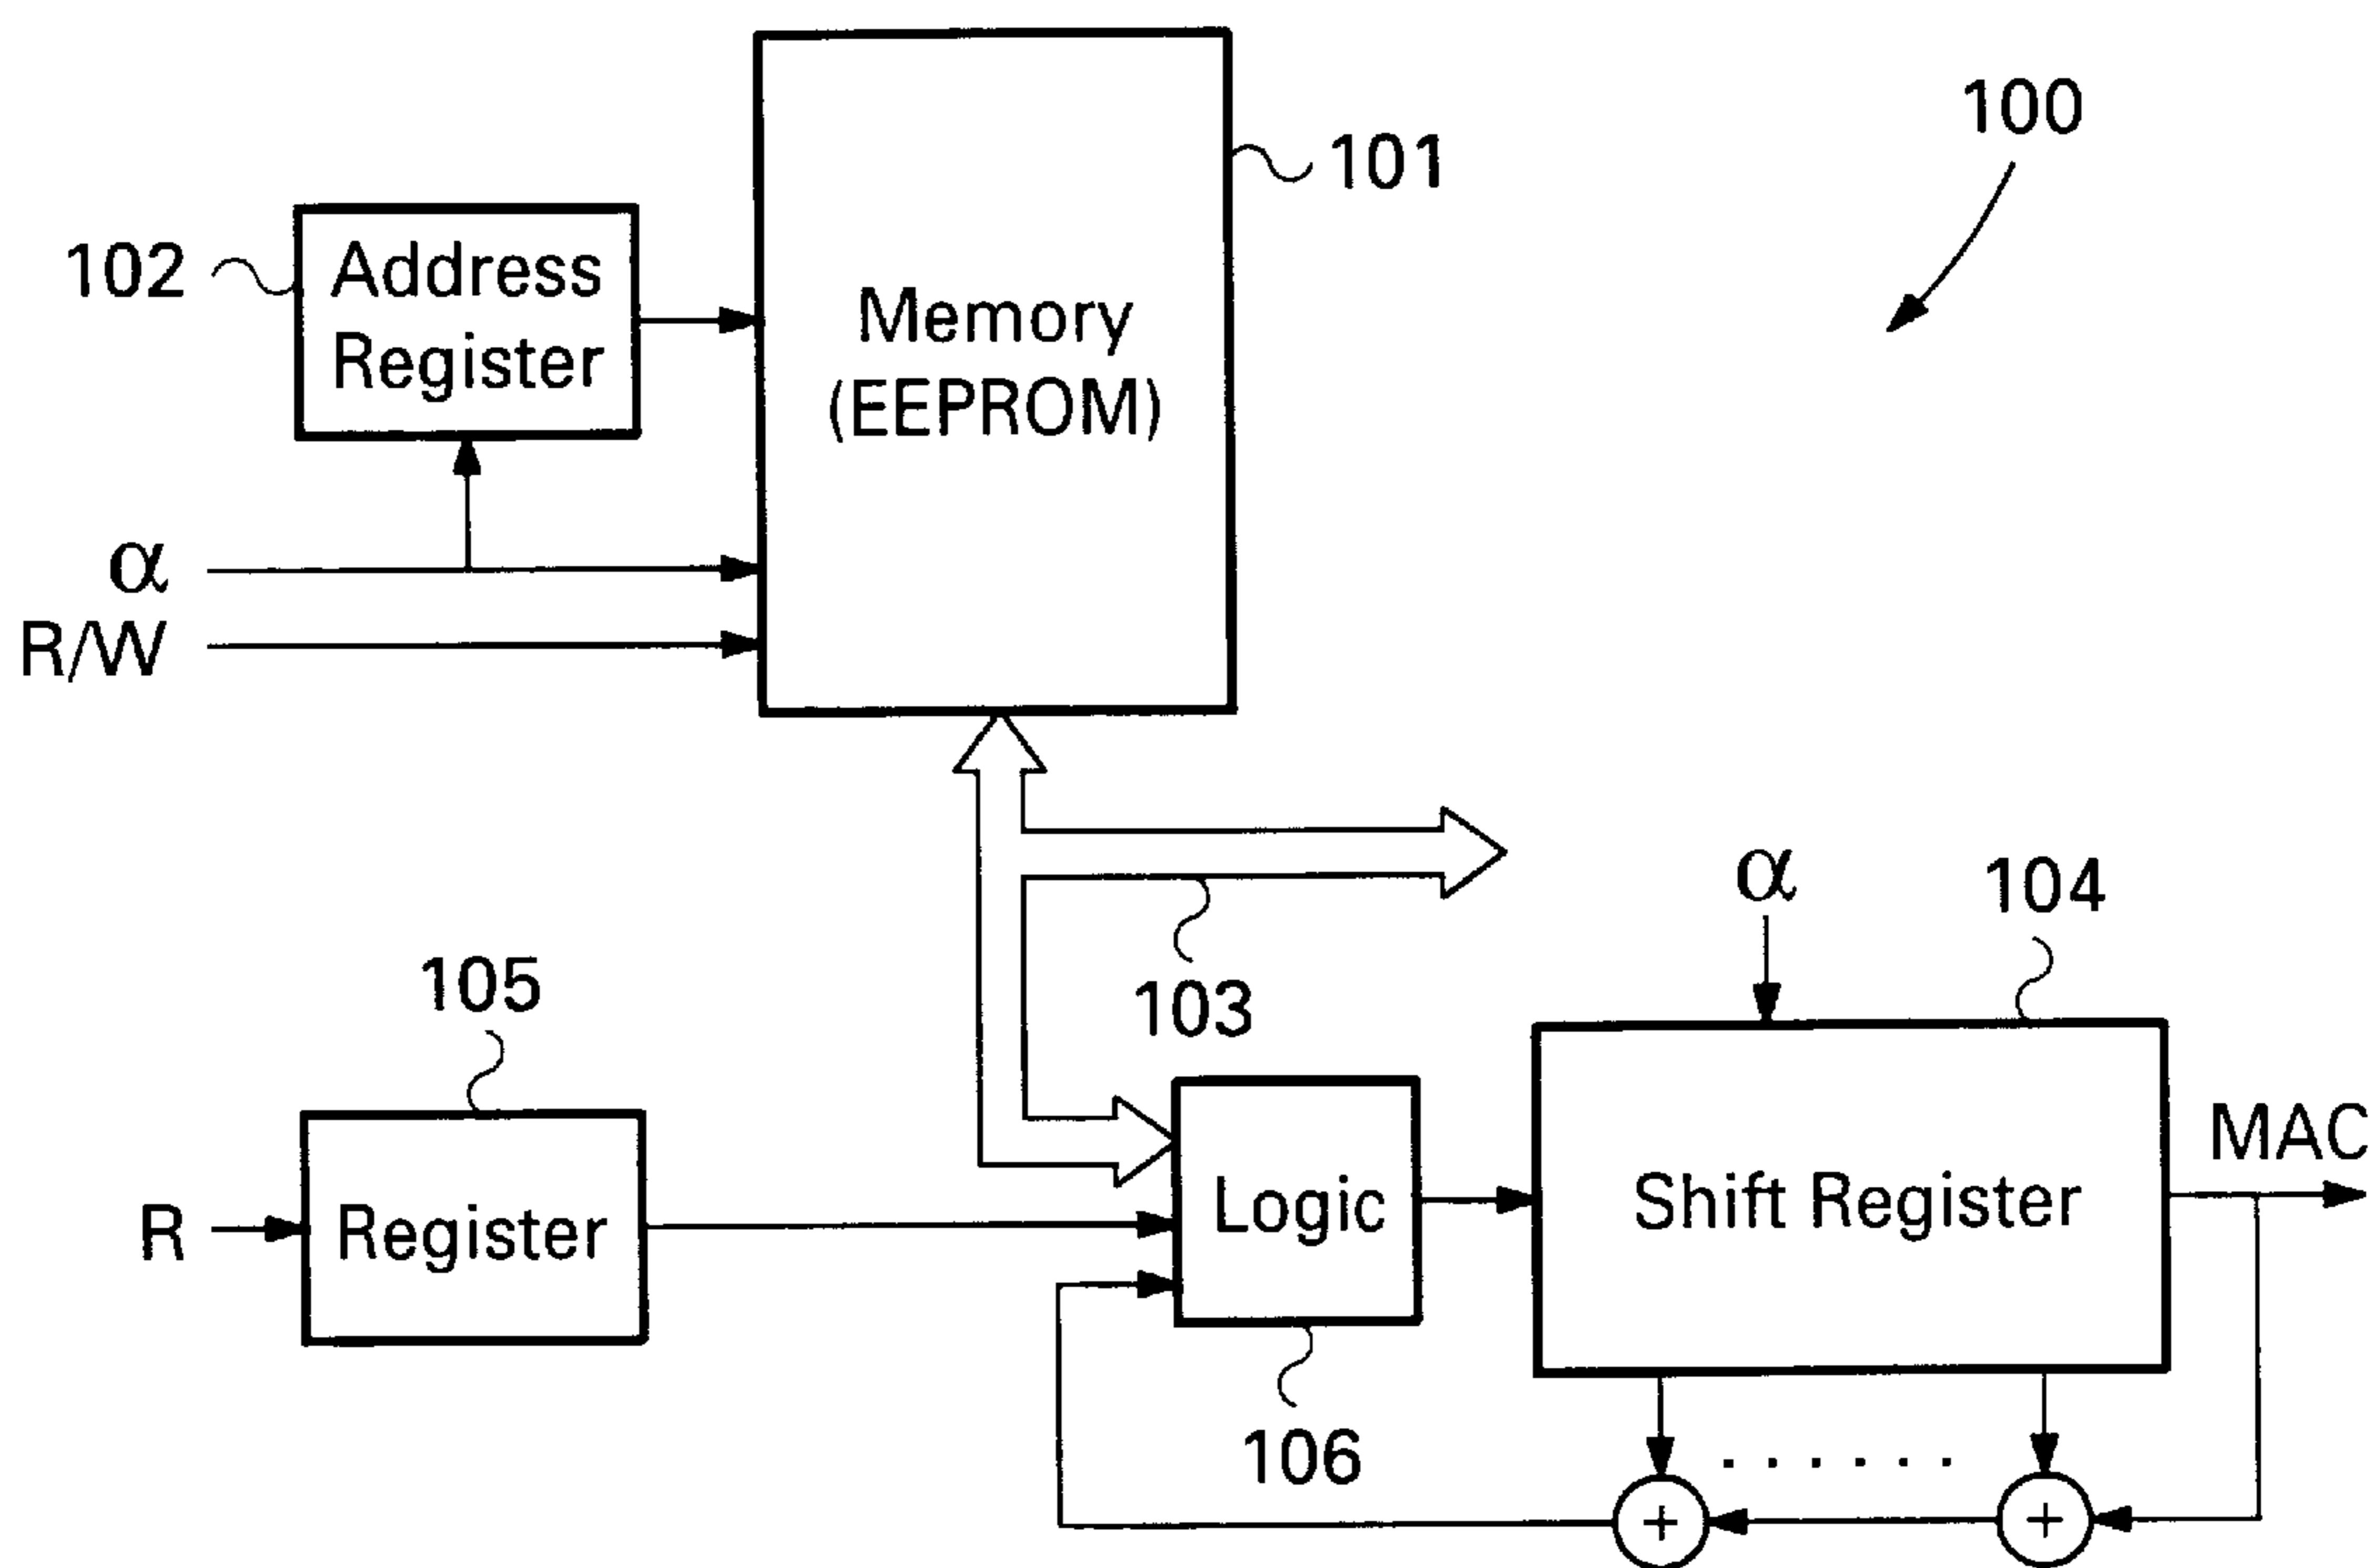 100
101
102
Address
Register
Memory
(EEPROM)
α
R/W
α
104
105
103
MAC
R
Register
Logic
Shift Register
106
. . . . . .
+
+